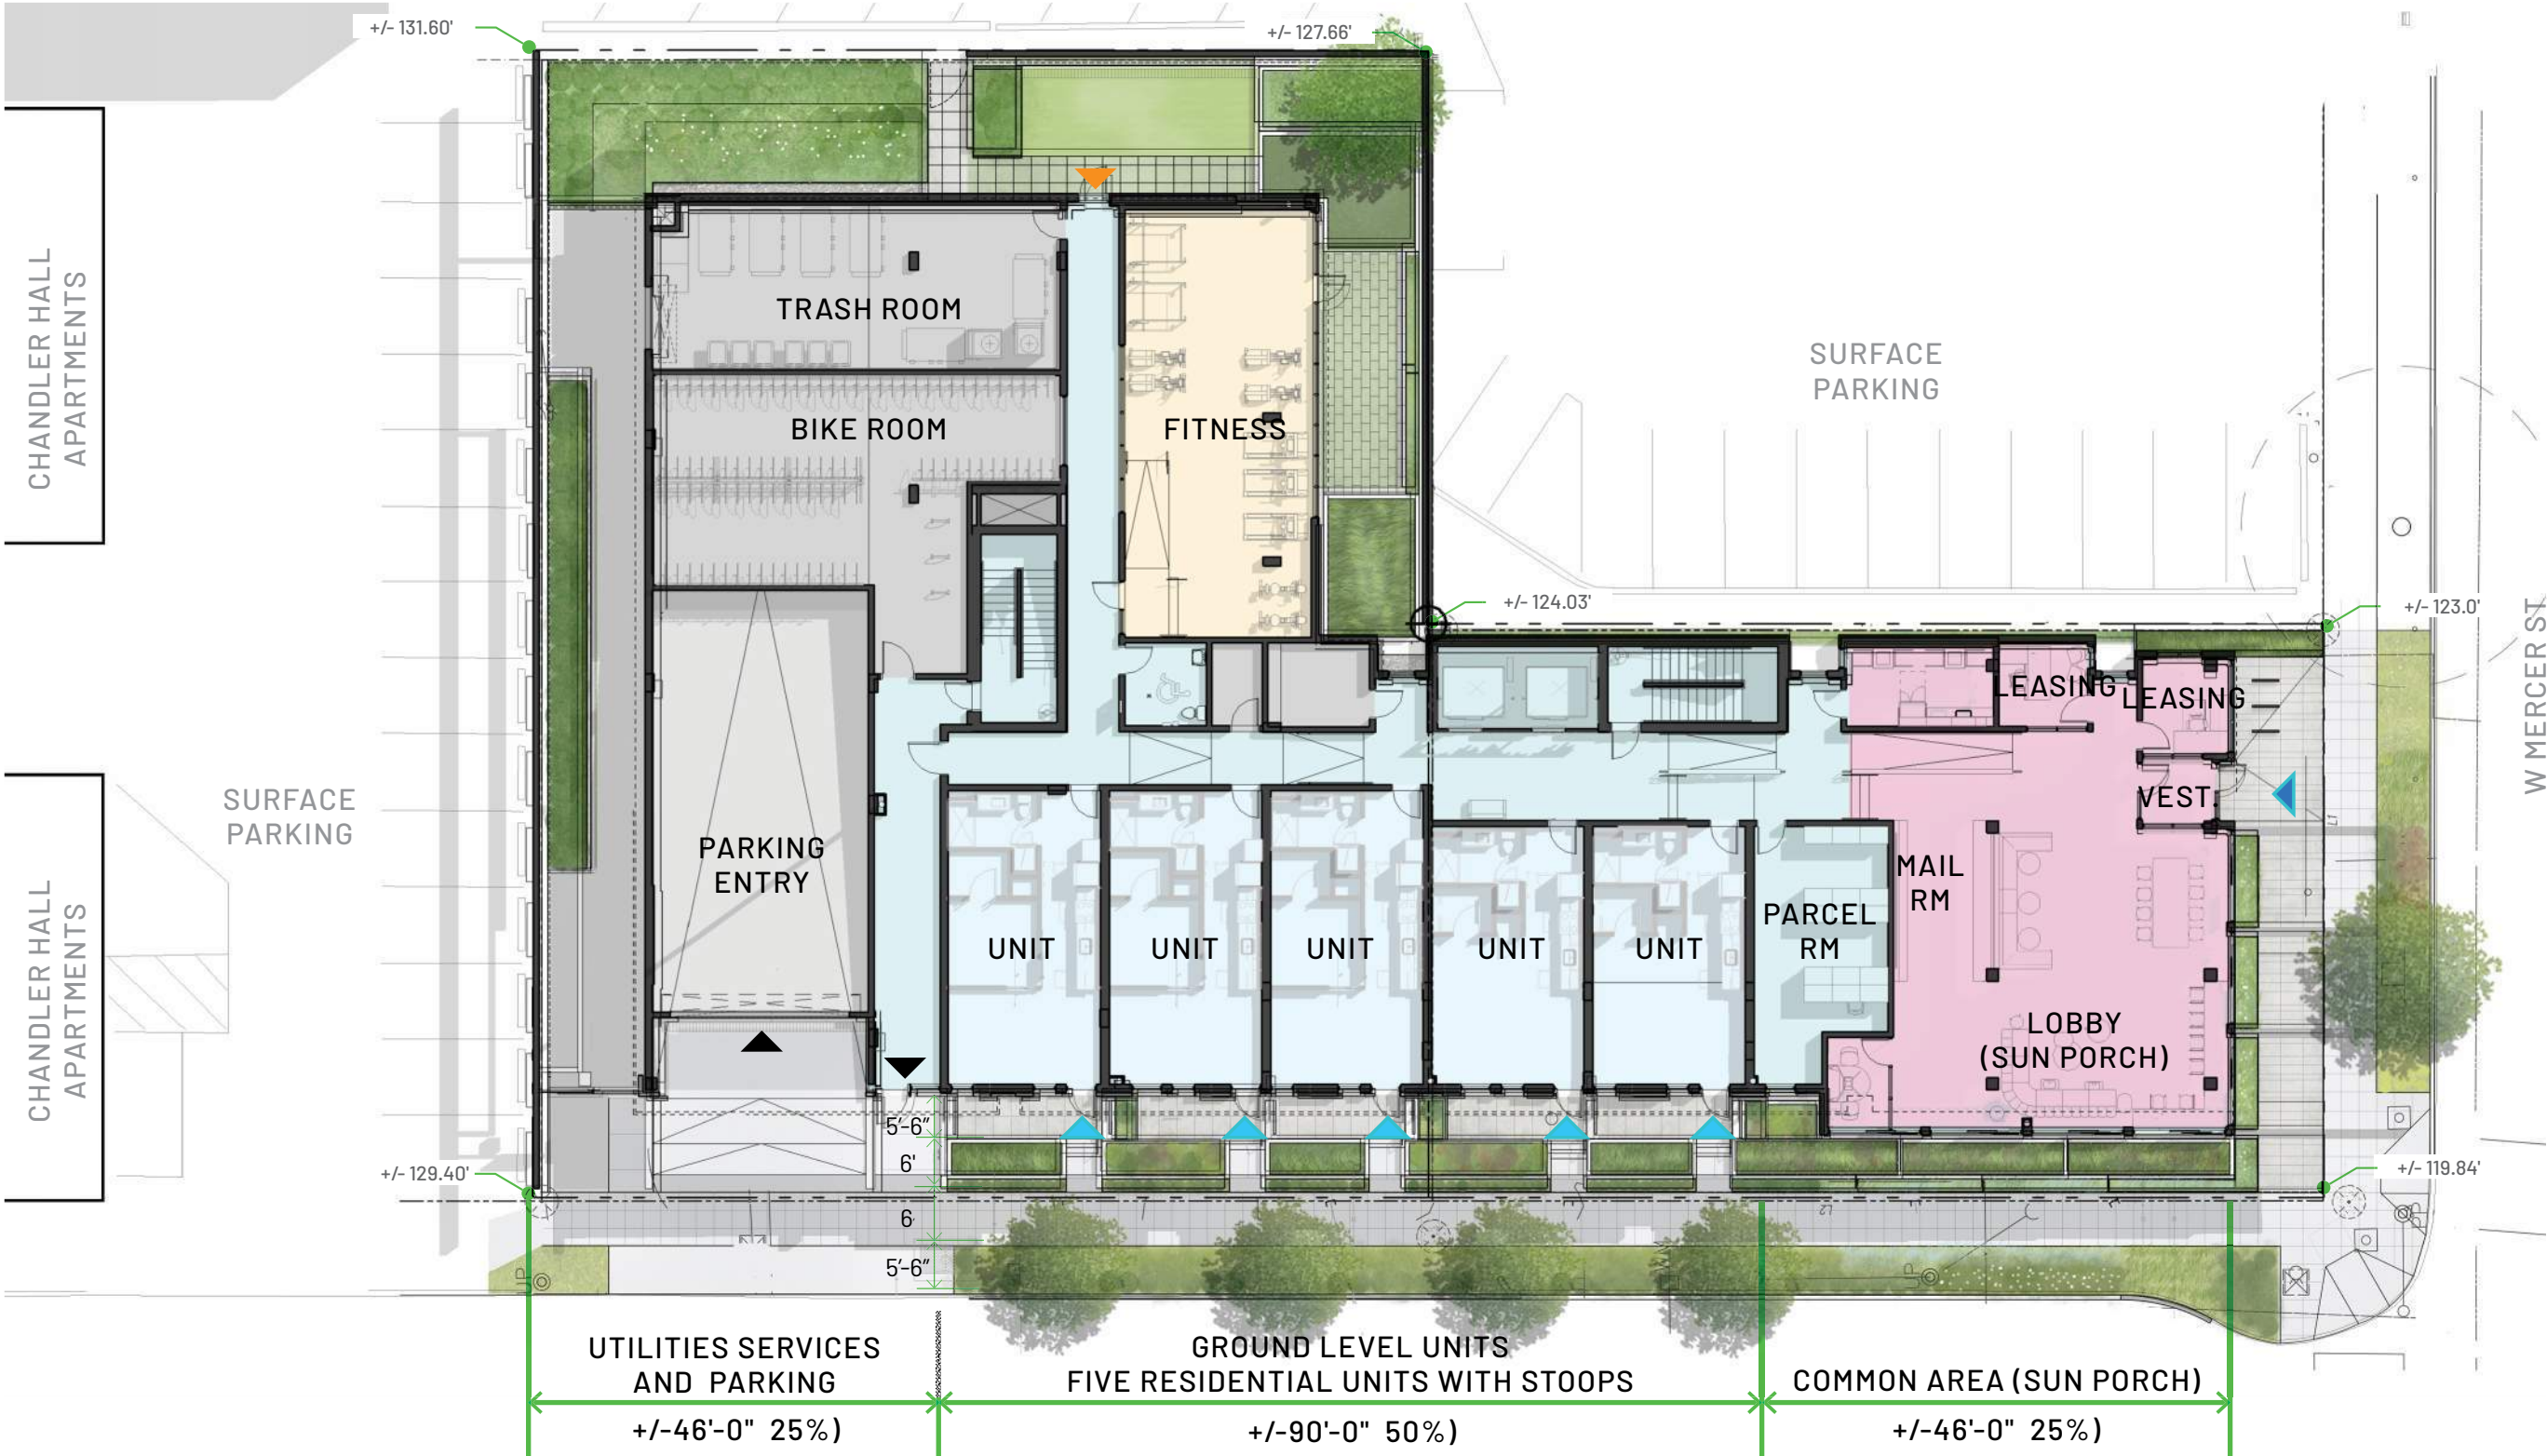 +/- 131.60'
+/- 127.66'
CHANDLER HALL
APARTMENTS
TRASH ROOM
BIKE ROOM
FITNESS
SURFACE
PARKING
+/- 124.03'
+/- 123.0'
W MERCER ST
LEASING
LEASING
VEST.
SURFACE
PARKING
PARKING
ENTRY
MAIL
RM
PARCEL
RM
UNIT
UNIT
UNIT
UNIT
UNIT
LOBBY
(SUN PORCH)
L1
CHANDLER HALL
APARTMENTS
5'-6"
6'
+/- 129.40'
+/- 119.84'
6
L2
5'-6"
UP
UTILITIES SERVICES
AND PARKING
+/-46'-0" 25%)
GROUND LEVEL UNITS
FIVE RESIDENTIAL UNITS WITH STOOPS
+/-90'-0" 50%)
COMMON AREA (SUN PORCH)
+/-46'-0" 25%)